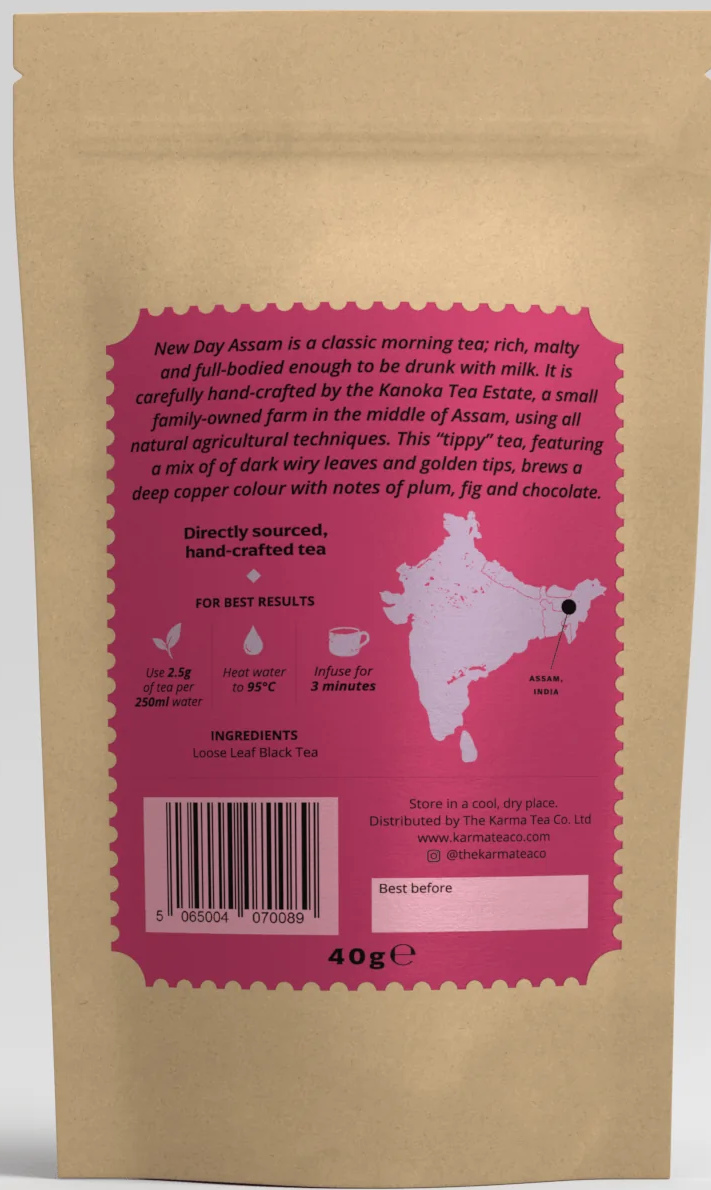 New Day Assam is a classic morning tea; rich, malty
and full-bodied enough to be drunk with milk. It is
carefully hand-crafted by the Kanoka Tea Estate, a small
family-owned farm in the middle of Assam, using all
natural agricultural techniques. This “tippy” tea, featuring
a mix of of dark wiry leaves and golden tips, brews a
deep copper colour with notes of plum, fig and chocolate.
Directly sourced,
hand-crafted tea
FOR BEST RESULTS
Use 2.5g
of tea per
250ml water
Heat water
to 95°C
Infuse for
3 minutes
ASSAM,
INDIA
INGREDIENTS
Loose Leaf Black Tea
Store in a cool, dry place.
Distributed by The Karma Tea Co. Ltd
www.karmateaco.com
@thekarmateaco
Best before
5 065004 070089
40g℮